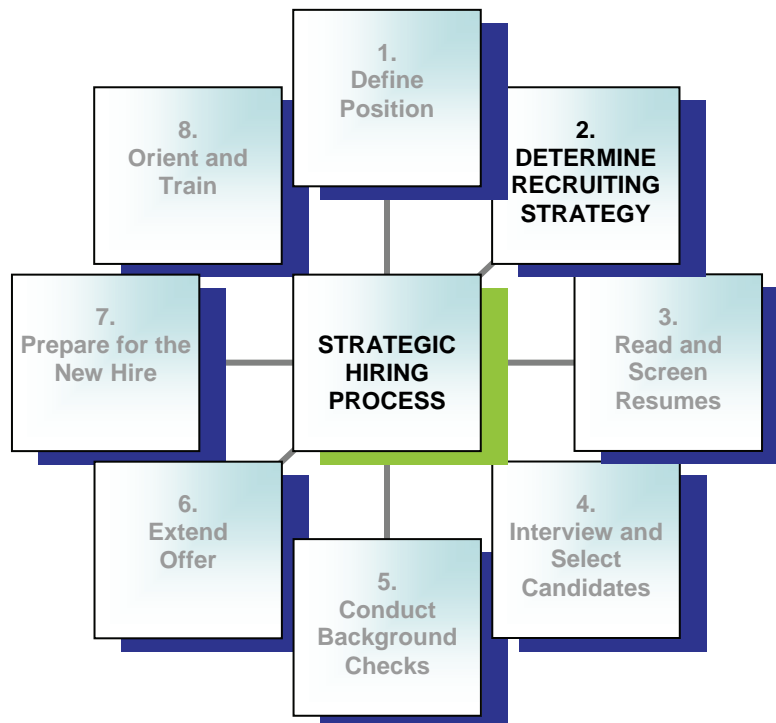 1.
Define
Position
2.
DETERMINE
RECRUITING
STRATEGY
3.
Read and
Screen
Resumes
4.
Interview and
Select
Candidates
5.
Conduct
Background
Checks
6.
Extend
Offer
7.
Prepare for the
New Hire
8.
Orient and
Train
STRATEGIC
HIRING
PROCESS